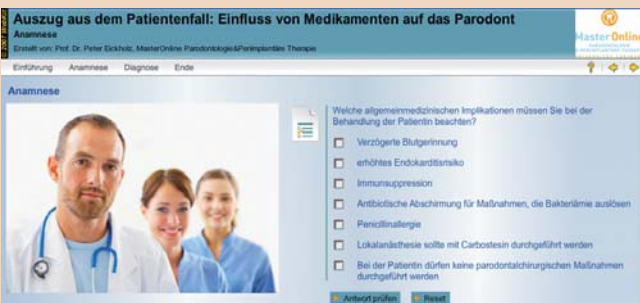 Auszug aus dem Patientenfall: Einfluss von Medikamenten auf das Parodont
Anamnese
Erstellt von: Prof. Dr. Peter Eickholz, MasterOnline Parodontologie&Periimplantäre Therapie
Master Online
Einführung Anamnese Diagnose Ende
?
Anamnese
Welche allgemeinmedizinischen Implikationen müssen Sie bei der
Behandlung der Patientin beachten?
Verzögerte Blutgerinnung
erhöhtes Endokarditisrisiko
Immunsuppression
Antibiotische Abschirmung für Maßnahmen, die Bakteriämie auslösen
Penicillinallergie
Lokalanästhesie sollte mit Carbostesin durchgeführt werden
Bei der Patientin dürfen keine parodontalchirurgischen Maßnahmen
durchgeführt werden
Antwort prüfen Reset